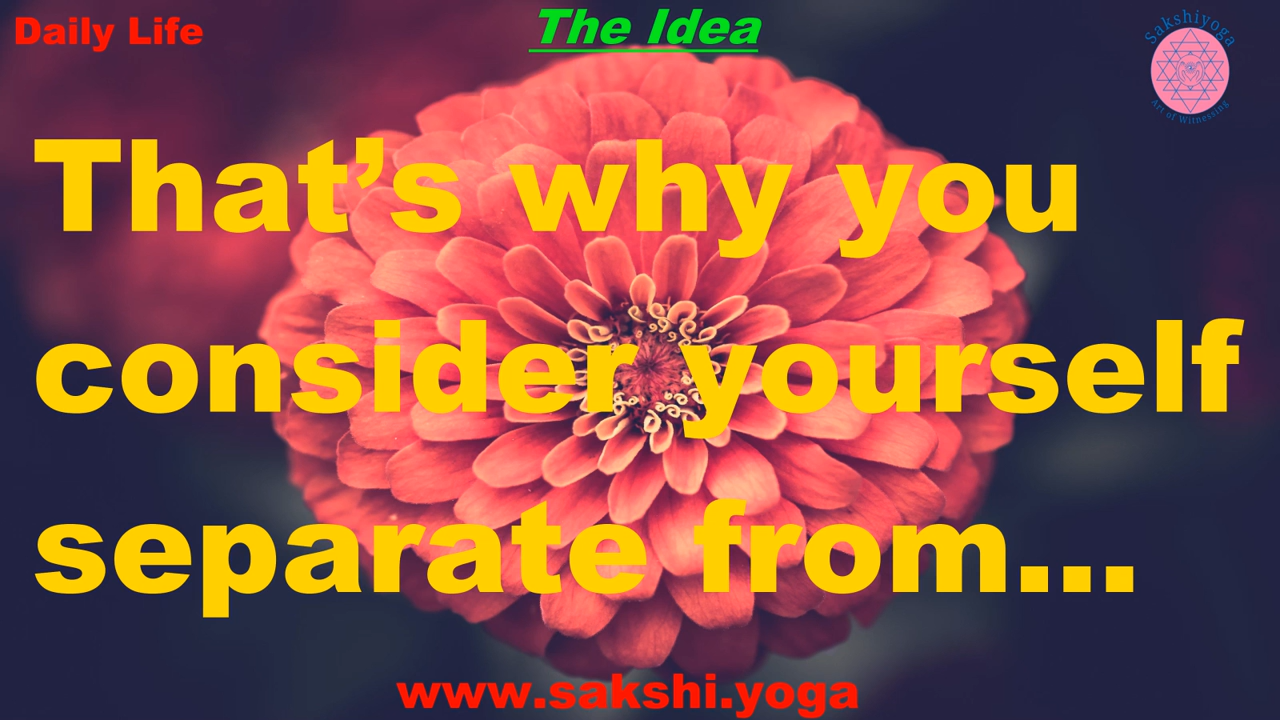 Daily Life
The Idea
Sakshiyoga
Art of Witnessing
That’s why you
consider yourself
separate from...
www.sakshi.yoga